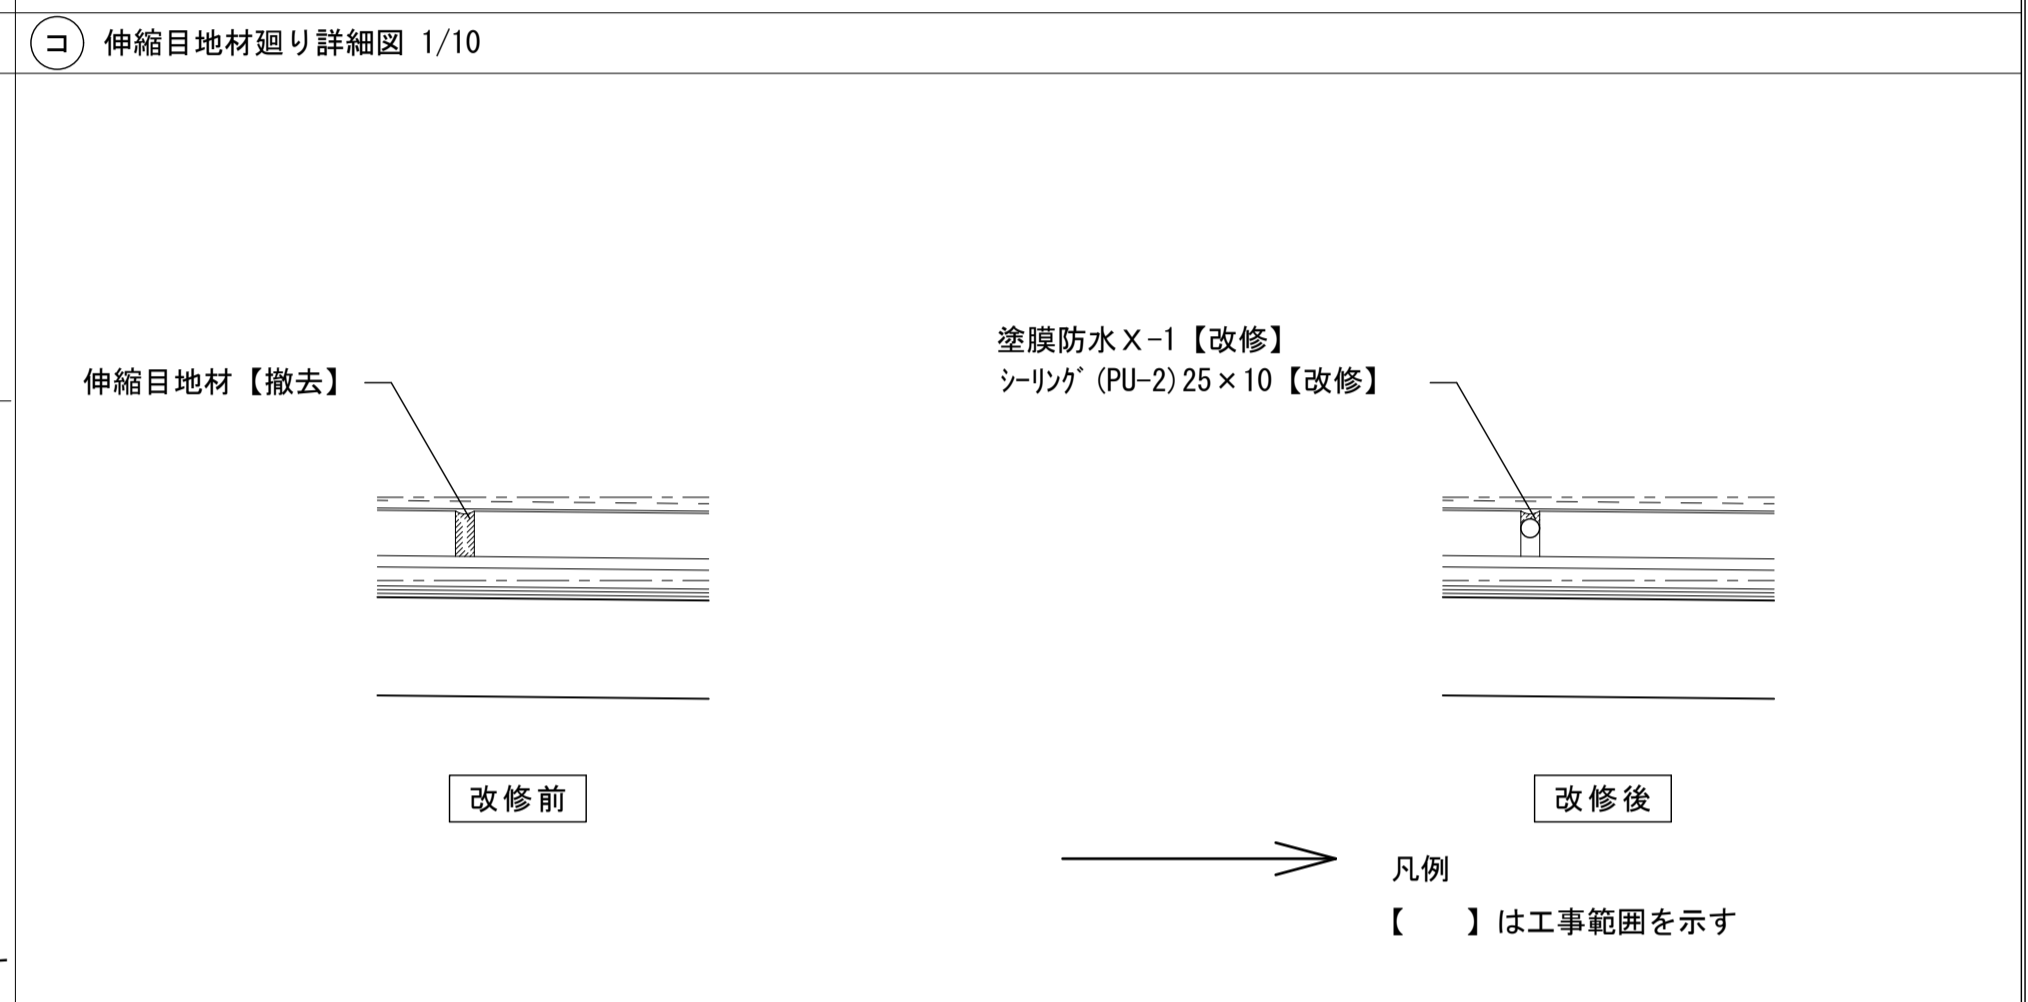 コ 伸縮目地材廻り詳細図 1/10
伸縮目地材【撤去】
塗膜防水X-1【改修】
ｼｰﾘﾝｸﾞ(PU-2)25×10【改修】
改修前
改修後
凡例
【　　】は工事範囲を示す